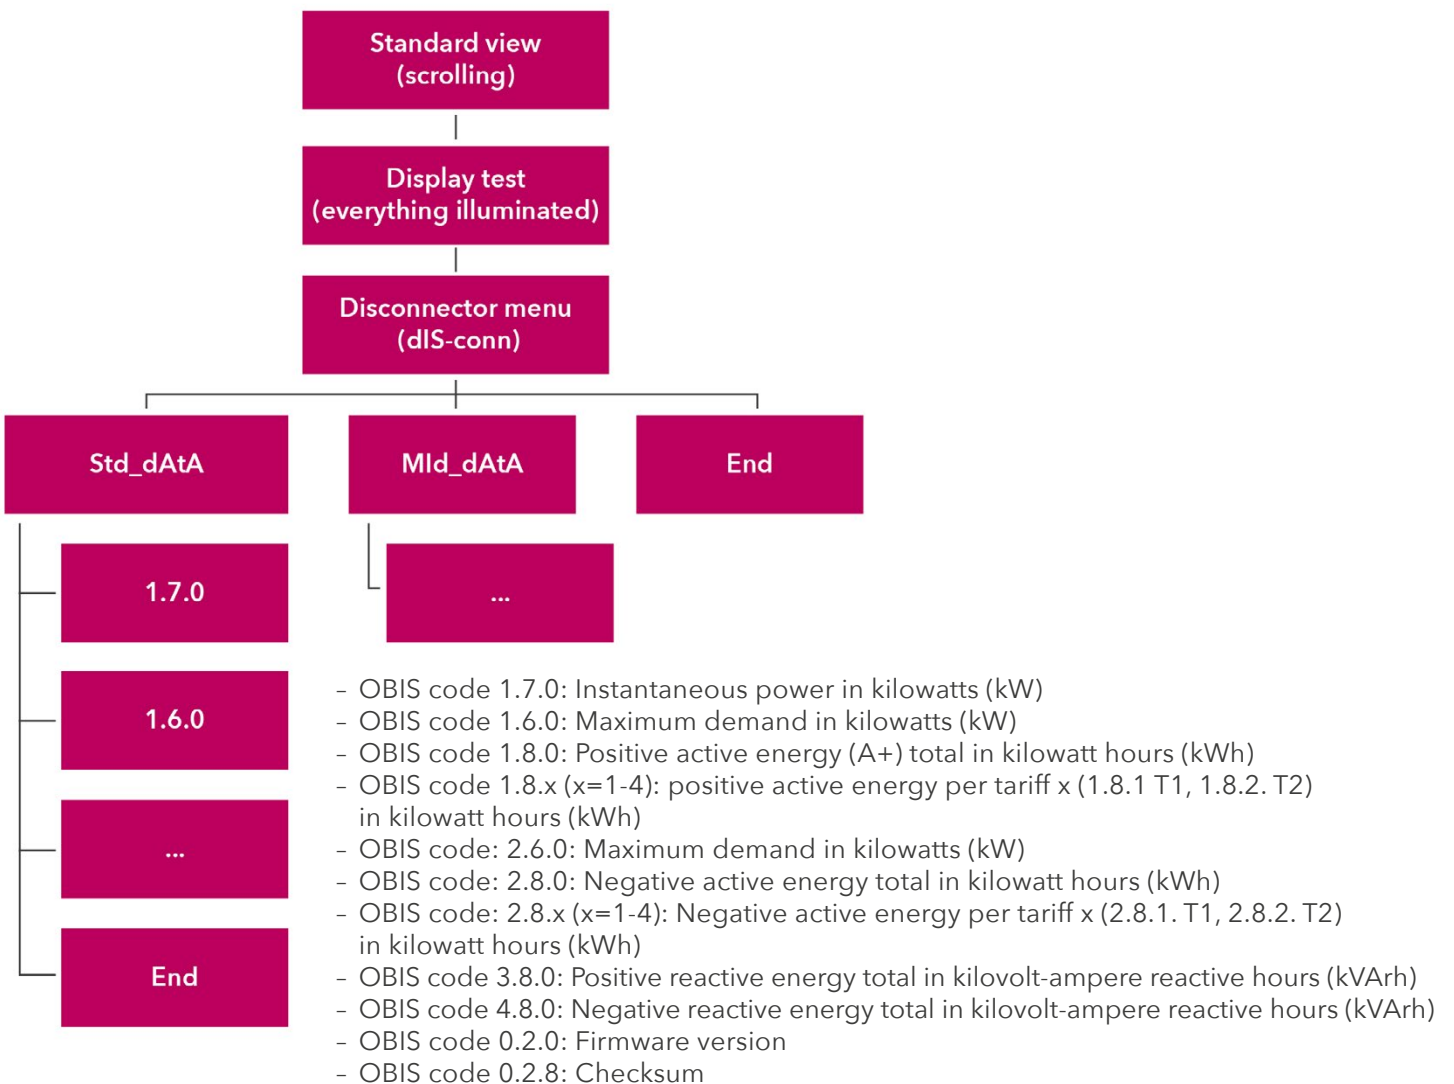 Standard view
(scrolling)
Display test
(everything illuminated)
Disconnector menu
(dIS-conn)
Std_dAtA
MId_dAtA
End
1.7.0
...
1.6.0
...
End
– OBIS code 1.7.0: Instantaneous power in kilowatts (kW)
– OBIS code 1.6.0: Maximum demand in kilowatts (kW)
– OBIS code 1.8.0: Positive active energy (A+) total in kilowatt hours (kWh)
– OBIS code 1.8.x (x=1-4): positive active energy per tariff x (1.8.1 T1, 1.8.2. T2)
in kilowatt hours (kWh)
– OBIS code: 2.6.0: Maximum demand in kilowatts (kW)
– OBIS code: 2.8.0: Negative active energy total in kilowatt hours (kWh)
– OBIS code: 2.8.x (x=1-4): Negative active energy per tariff x (2.8.1. T1, 2.8.2. T2)
in kilowatt hours (kWh)
– OBIS code 3.8.0: Positive reactive energy total in kilovolt-ampere reactive hours (kVArh)
– OBIS code 4.8.0: Negative reactive energy total in kilovolt-ampere reactive hours (kVArh)
– OBIS code 0.2.0: Firmware version
– OBIS code 0.2.8: Checksum